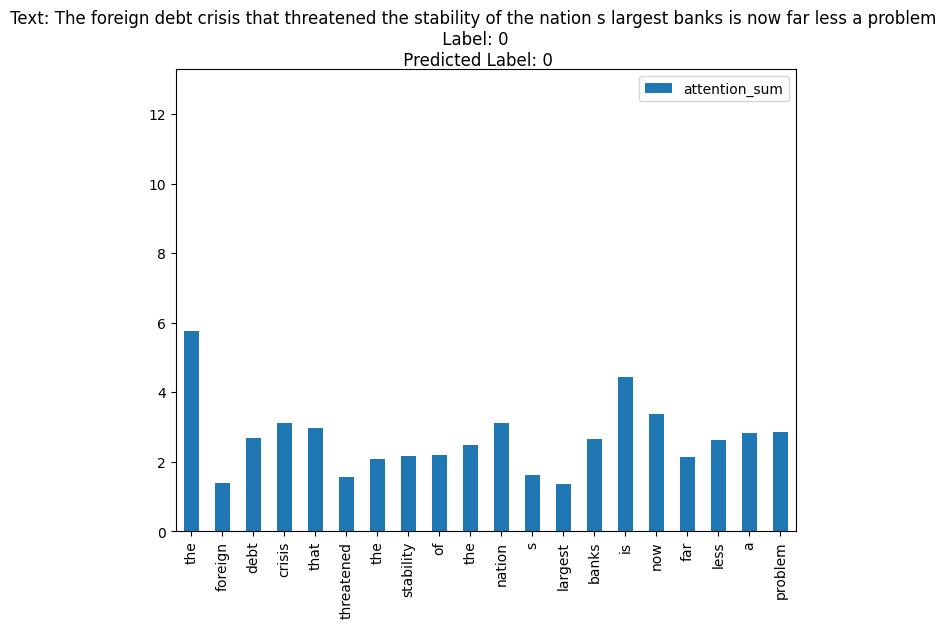 Text: The foreign debt crisis that threatened the stability of the nation s largest banks is now far less a problem
Label: 0
Predicted Label: 0
attention_sum
12
10
8
6
4
2
0
the
foreign
debt
crisis
that
threatened
the
stability
of
the
nation
s
largest
banks
is
now
far
less
a
problem